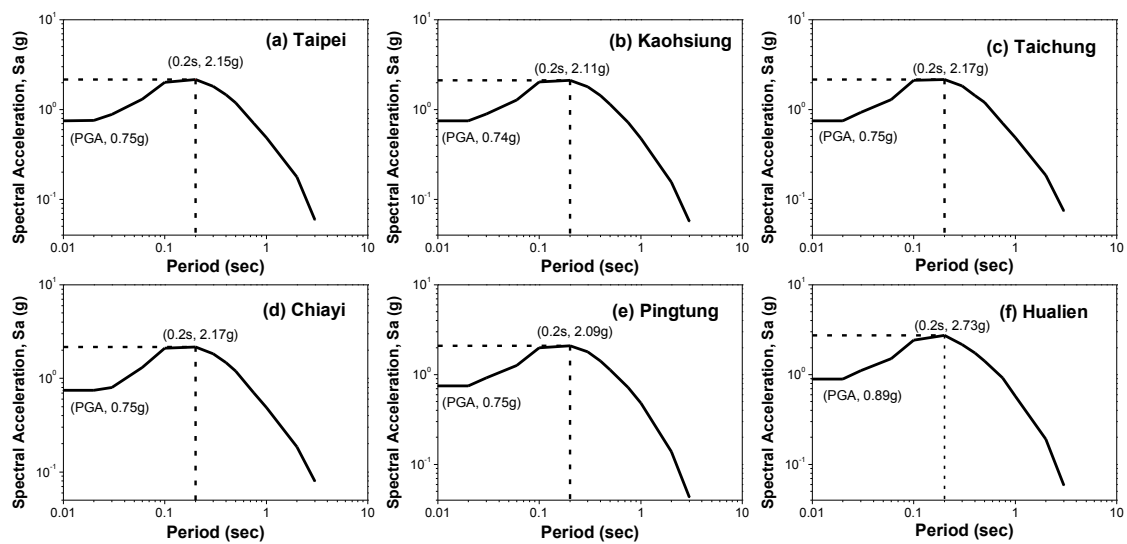 (a) Taipei
(0.2s, 2.15g)
(PGA, 0.75g)
Spectral Acceleration, Sa (g)
10¹
10⁰
10⁻¹
0.01 0.1 1 10
Period (sec)
(b) Kaohsiung
(0.2s, 2.11g)
(PGA, 0.74g)
Spectral Acceleration, Sa (g)
10¹
10⁰
10⁻¹
0.01 0.1 1 10
Period (sec)
(c) Taichung
(0.2s, 2.17g)
(PGA, 0.75g)
Spectral Acceleration, Sa (g)
10¹
10⁰
10⁻¹
0.01 0.1 1 10
Period (sec)
(d) Chiayi
(0.2s, 2.17g)
(PGA, 0.75g)
Spectral Acceleration, Sa (g)
10¹
10⁰
10⁻¹
0.01 0.1 1 10
Period (sec)
(e) Pingtung
(0.2s, 2.09g)
(PGA, 0.75g)
Spectral Acceleration, Sa (g)
10¹
10⁰
10⁻¹
0.01 0.1 1 10
Period (sec)
(f) Hualien
(0.2s, 2.73g)
(PGA, 0.89g)
Spectral Acceleration, Sa (g)
10¹
10⁰
10⁻¹
0.01 0.1 1 10
Period (sec)